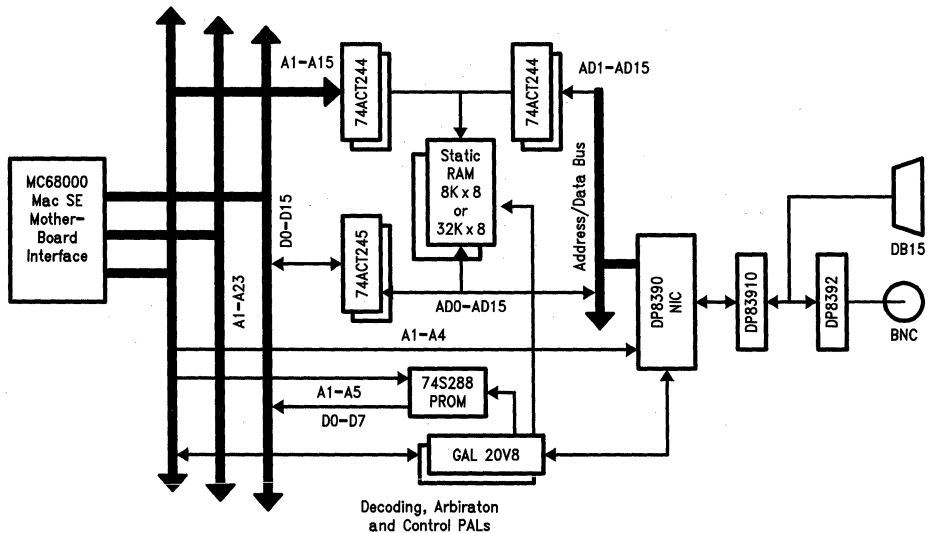 A1-A15
74ACT244
74ACT244
AD1-AD15
Static
RAM
8K x 8
or
32K x 8
MC68000
Mac SE
Mother-
Board
Interface
D0-D15
A1-A23
74ACT245
AD0-AD15
Address/Data Bus
DP8390
NIC
DP83910
DP8392
DB15
BNC
A1-A4
A1-A5
D0-D7
74S288
PROM
GAL 20V8
Decoding, Arbiraton
and Control PALs